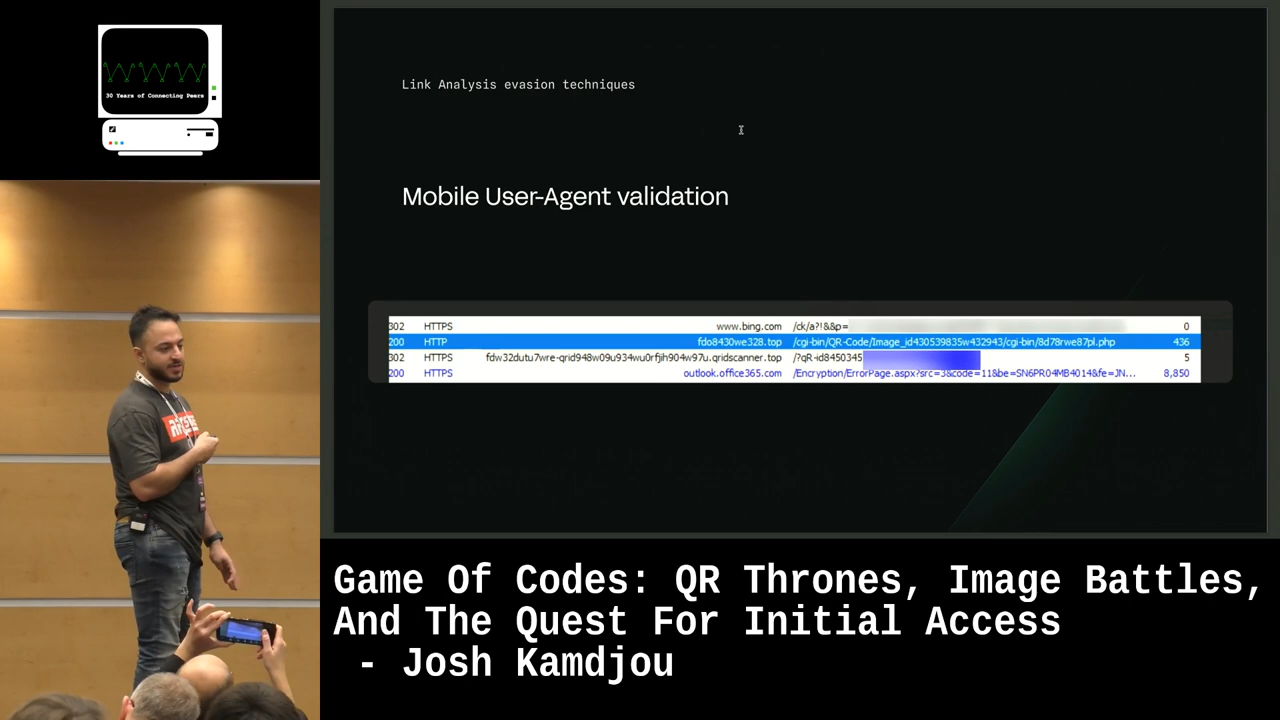 30 Years of Connecting Peers
Link Analysis evasion techniques
Mobile User-Agent validation
302 HTTPS www.bing.com /ck/a?!&&p= 0
200 HTTP fdo8430we328.top /cgi-bin/QR-Code/Image_id430539835w432943/cgi-bin/8d78rwe87pl.php 436
302 HTTPS fdw32dutu7wre-qrid948w09u934wu0rfjih904w97u.qridscanner.top /?qR-id8450345 5
200 HTTPS outlook.office365.com /Encryption/ErrorPage.aspx?src=3&code=11&be=SN6PR04MB4014&fe=JN... 8,850
Game Of Codes: QR Thrones, Image Battles,
And The Quest For Initial Access
- Josh Kamdjou